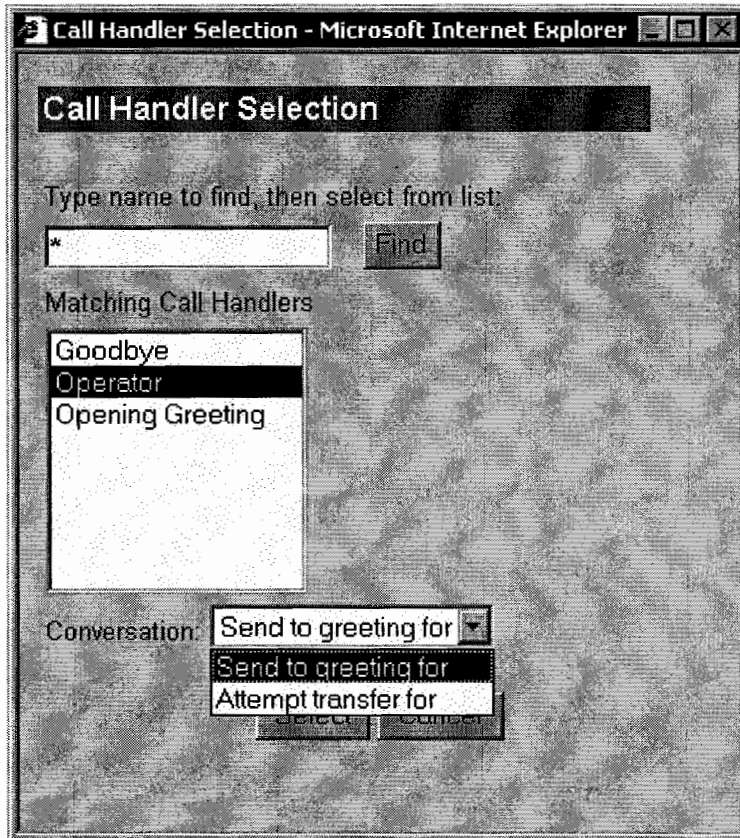 Call Handler Selection - Microsoft Internet Explorer
Call Handler Selection
Type name to find, then select from list:
*
Find
Matching Call Handlers
Goodbye
Operator
Opening Greeting
Conversation: Send to greeting for
Send to greeting for
Attempt transfer for
Select Cancel